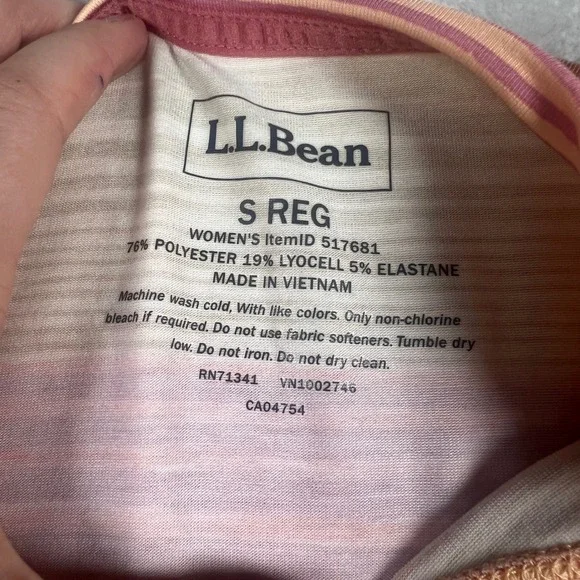 L.L.Bean
S REG
WOMEN'S ItemID 517681
76% POLYESTER 19% LYOCELL 5% ELASTANE
MADE IN VIETNAM
Machine wash cold, With like colors. Only non-chlorine
bleach if required. Do not use fabric softeners. Tumble dry
low. Do not iron. Do not dry clean.
RN71341 VN1002746
CA04754